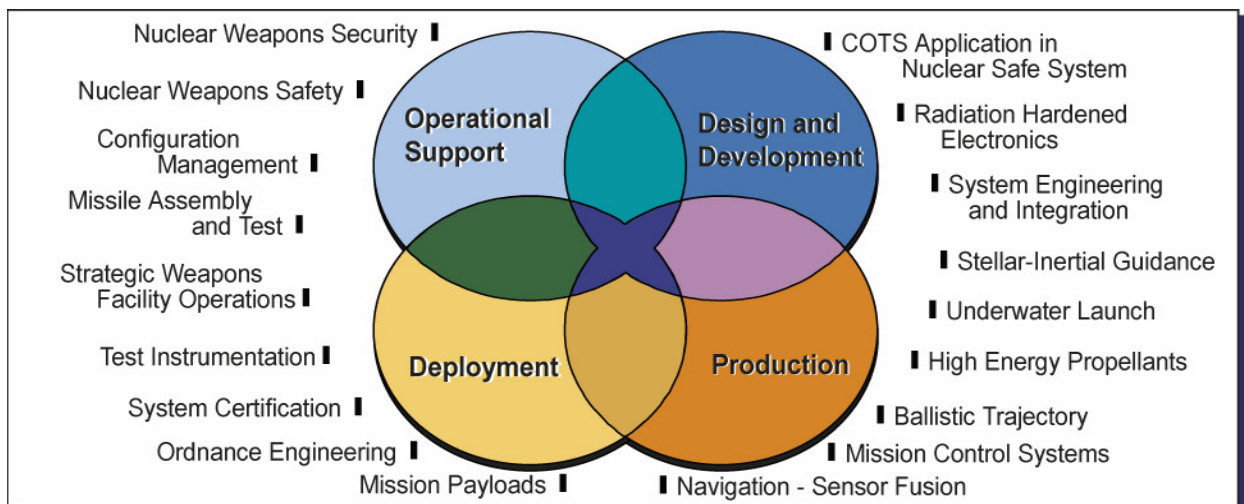 Nuclear Weapons Security
Nuclear Weapons Safety
Configuration
Management
Missile Assembly
and Test
Strategic Weapons
Facility Operations
Test Instrumentation
System Certification
Ordnance Engineering
Mission Payloads
Operational
Support
Design and
Development
Deployment
Production
COTS Application in
Nuclear Safe System
Radiation Hardened
Electronics
System Engineering
and Integration
Stellar-Inertial Guidance
Underwater Launch
High Energy Propellants
Ballistic Trajectory
Mission Control Systems
Navigation - Sensor Fusion